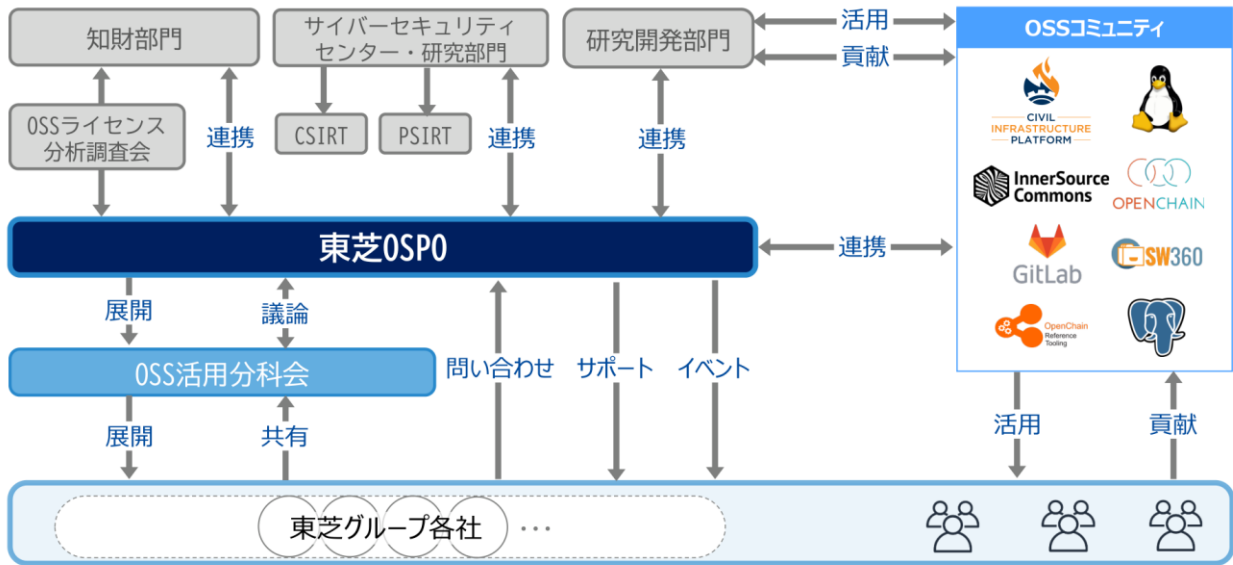 知財部門
サイバーセキュリティ
センター・研究部門
研究開発部門
活用
貢献
OSSコミュニティ
OSSライセンス
分析調査会
連携
CSIRT
PSIRT
連携
連携
CIVIL
INFRASTRUCTURE
PLATFORM
InnerSource
Commons
OPENCHAIN
東芝OSPO
連携
GitLab
SW360
OpenChain
Reference
Tooling
展開
議論
OSS活用分科会
問い合わせ
サポート
イベント
展開
共有
活用
貢献
東芝グループ各社
...